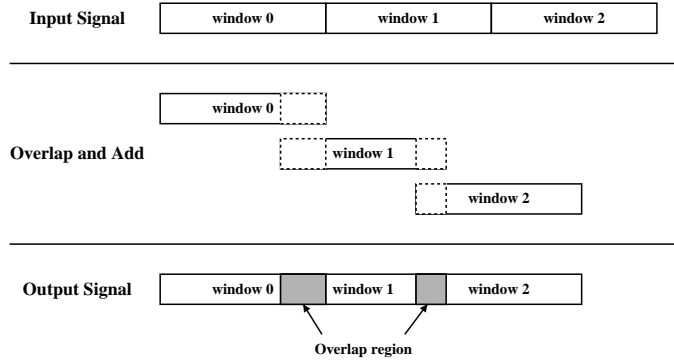 Input Signal window 0 window 1 window 2
window 0
Overlap and Add window 1
window 2
Output Signal window 0 window 1 window 2
Overlap region